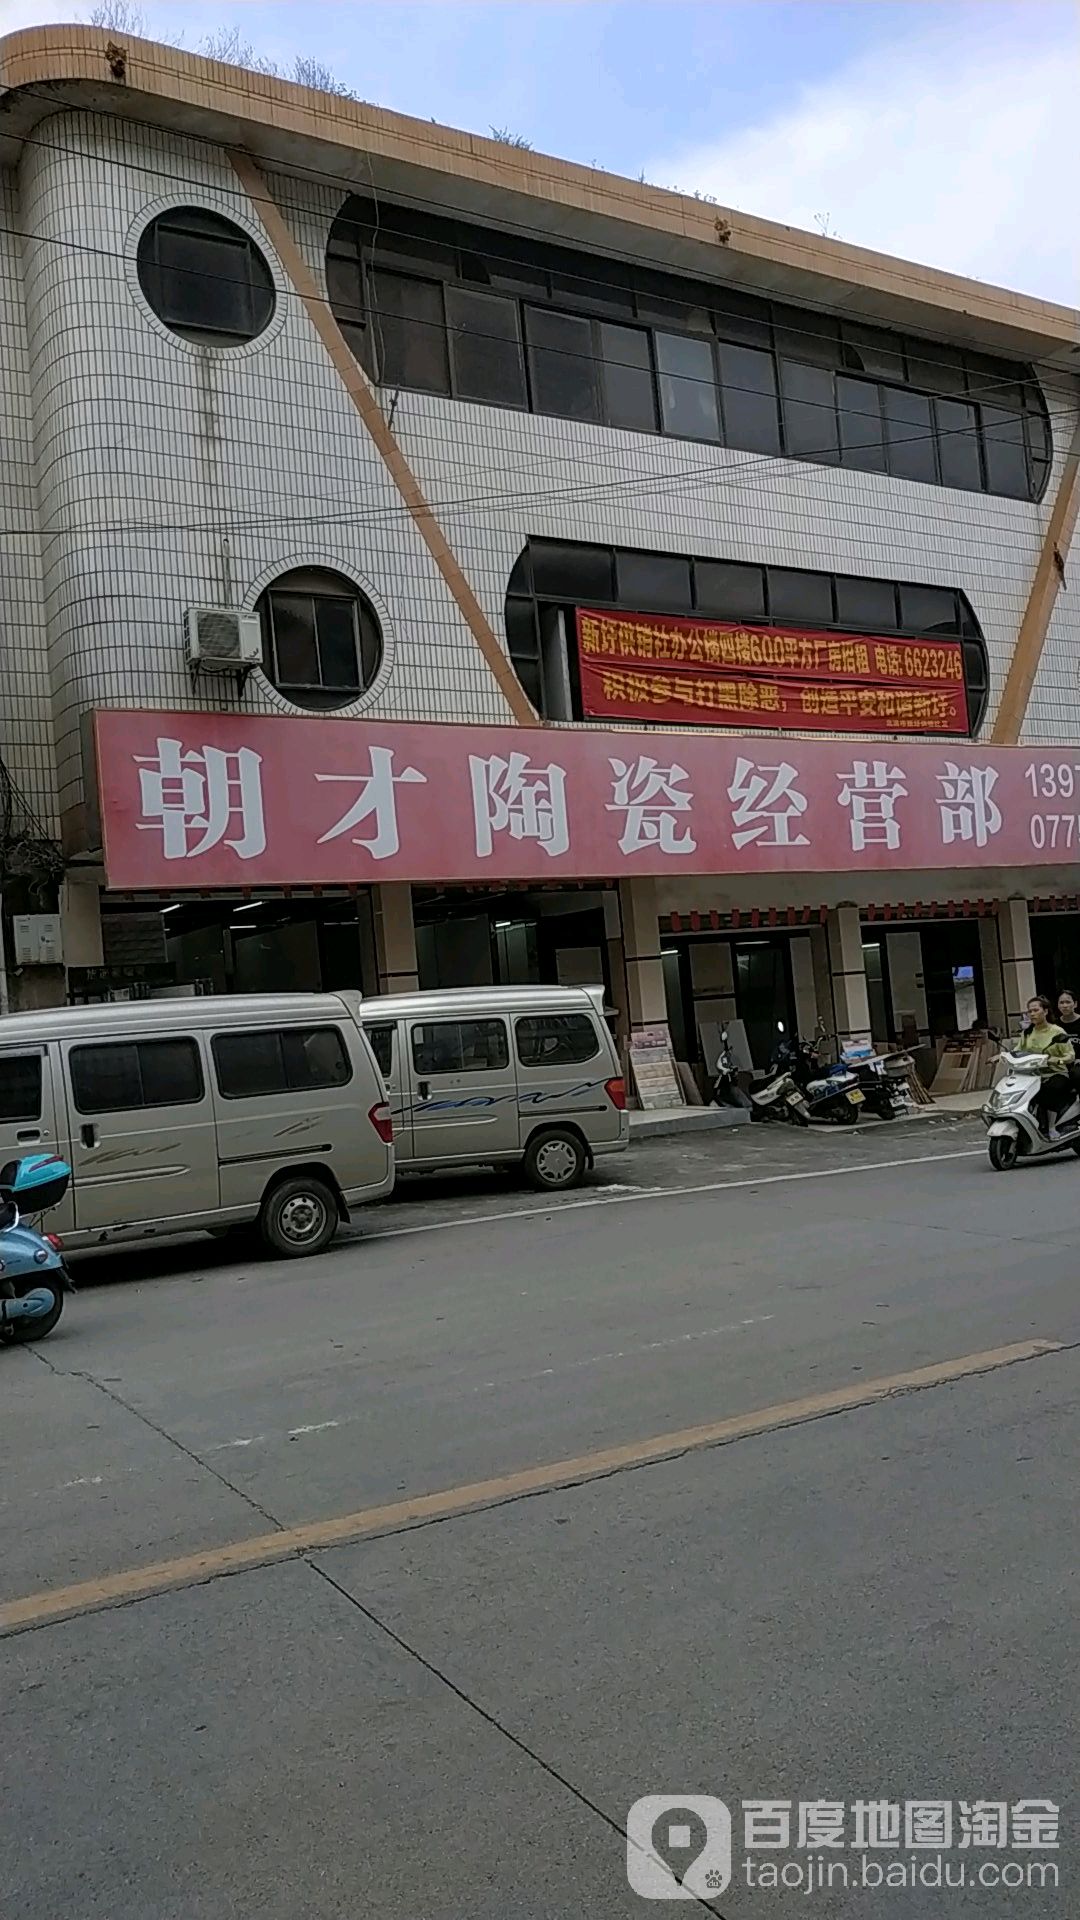 新圩供销社办公楼四楼600平方厂房招租 电话:6623246
积极参与打黑除恶，创造平安和谐新圩。
朝才陶瓷经营部
1397
077
百度地图淘金
taojin.baidu.com